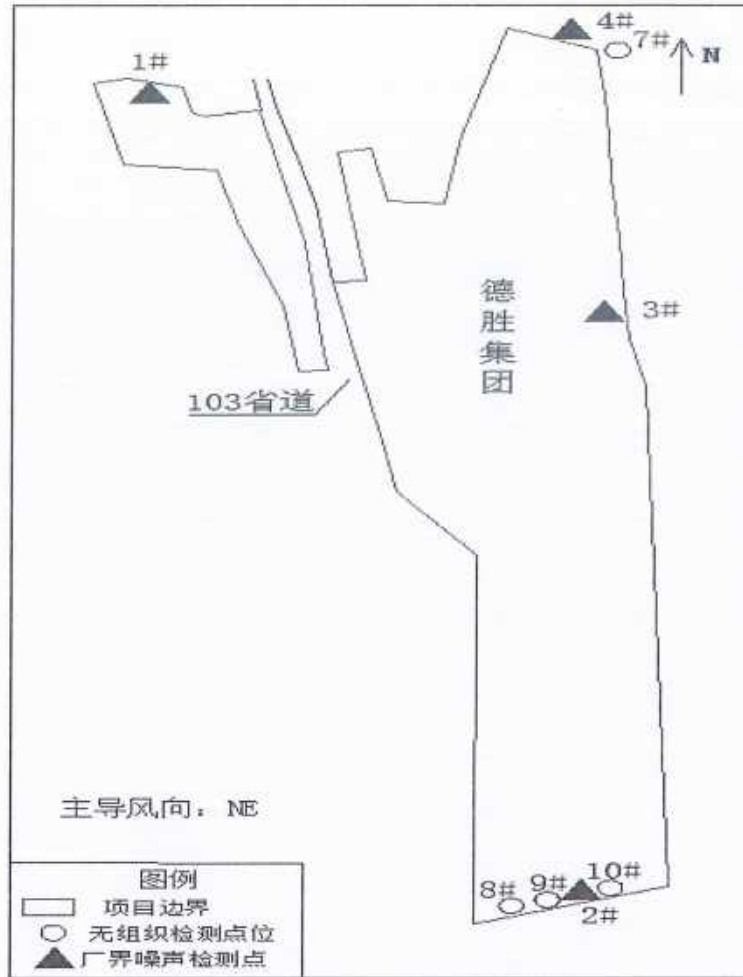 4#
7#
N
1#
德胜集团
3#
103省道
主导风向：NE
10#
9#
8#
2#
图例
项目边界
无组织检测点位
厂界噪声检测点